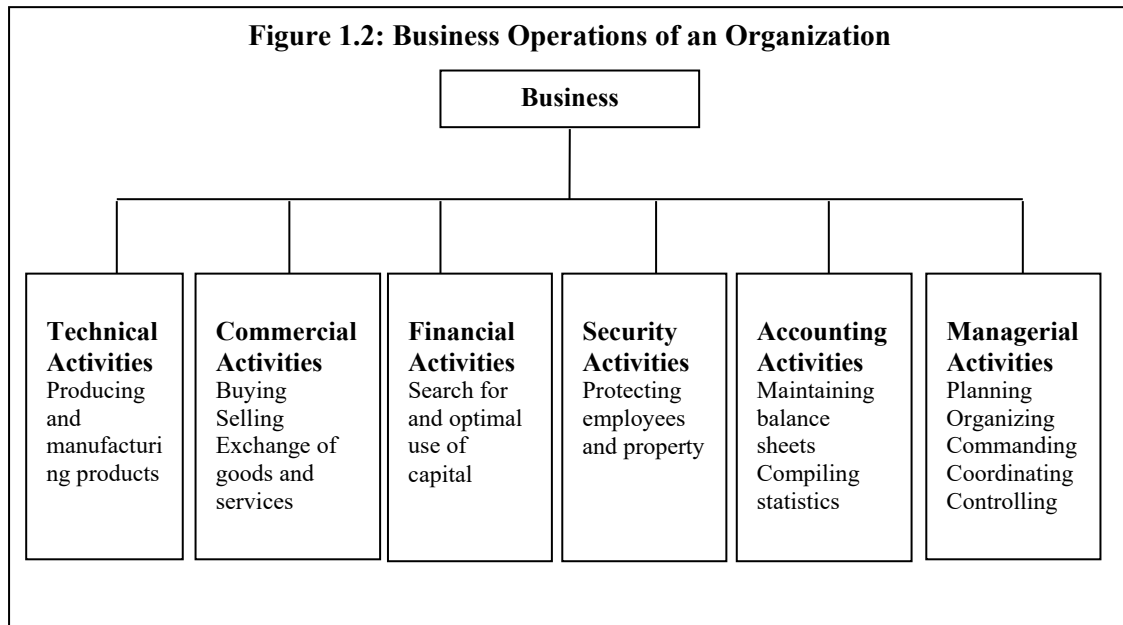 Figure 1.2: Business Operations of an Organization
Business
Technical
Activities
Producing
and
manufacturi
ng products
Commercial
Activities
Buying
Selling
Exchange of
goods and
services
Financial
Activities
Search for
and optimal
use of
capital
Security
Activities
Protecting
employees
and property
Accounting
Activities
Maintaining
balance
sheets
Compiling
statistics
Managerial
Activities
Planning
Organizing
Commanding
Coordinating
Controlling